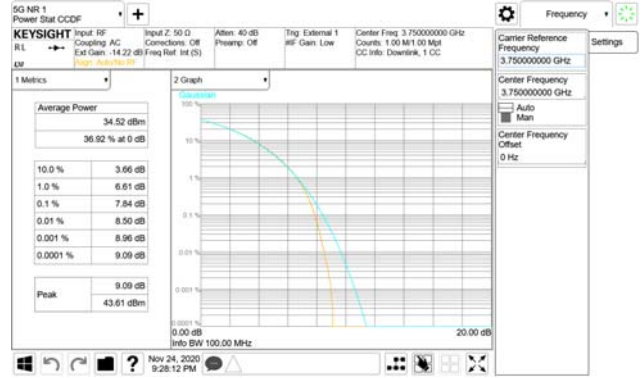 5G NR 1
Power Stat CCDF
KEYSIGHT
RL
Input: RF
Coupling: AC
Ext Gain: -14.22 dB
Align: Auto/No RF
Input Z: 50 Ω
Corrections: Off
Freq Ref: Int (S)
Atten: 40 dB
Preamp: Off
Trig: External 1
#IF Gain: Low
Center Freq: 3.750000000 GHz
Counts: 1.00 M/1.00 Mpt
CC Info: Downlink, 1 CC
1 Metrics
Average Power
34.52 dBm
36.92 % at 0 dB
10.0 % 3.66 dB
1.0 % 6.61 dB
0.1 % 7.84 dB
0.01 % 8.50 dB
0.001 % 8.96 dB
0.0001 % 9.09 dB
Peak
9.09 dB
43.61 dBm
2 Graph
Gaussian
100 %
10 %
1 %
0.1 %
0.01 %
0.001 %
0.0001 %
0.00 dB
20.00 dB
Info BW 100.00 MHz
Nov 24, 2020
9:28:12 PM
Frequency
Settings
Carrier Reference
Frequency
3.750000000 GHz
Center Frequency
3.750000000 GHz
Auto
Man
Center Frequency
Offset
0 Hz